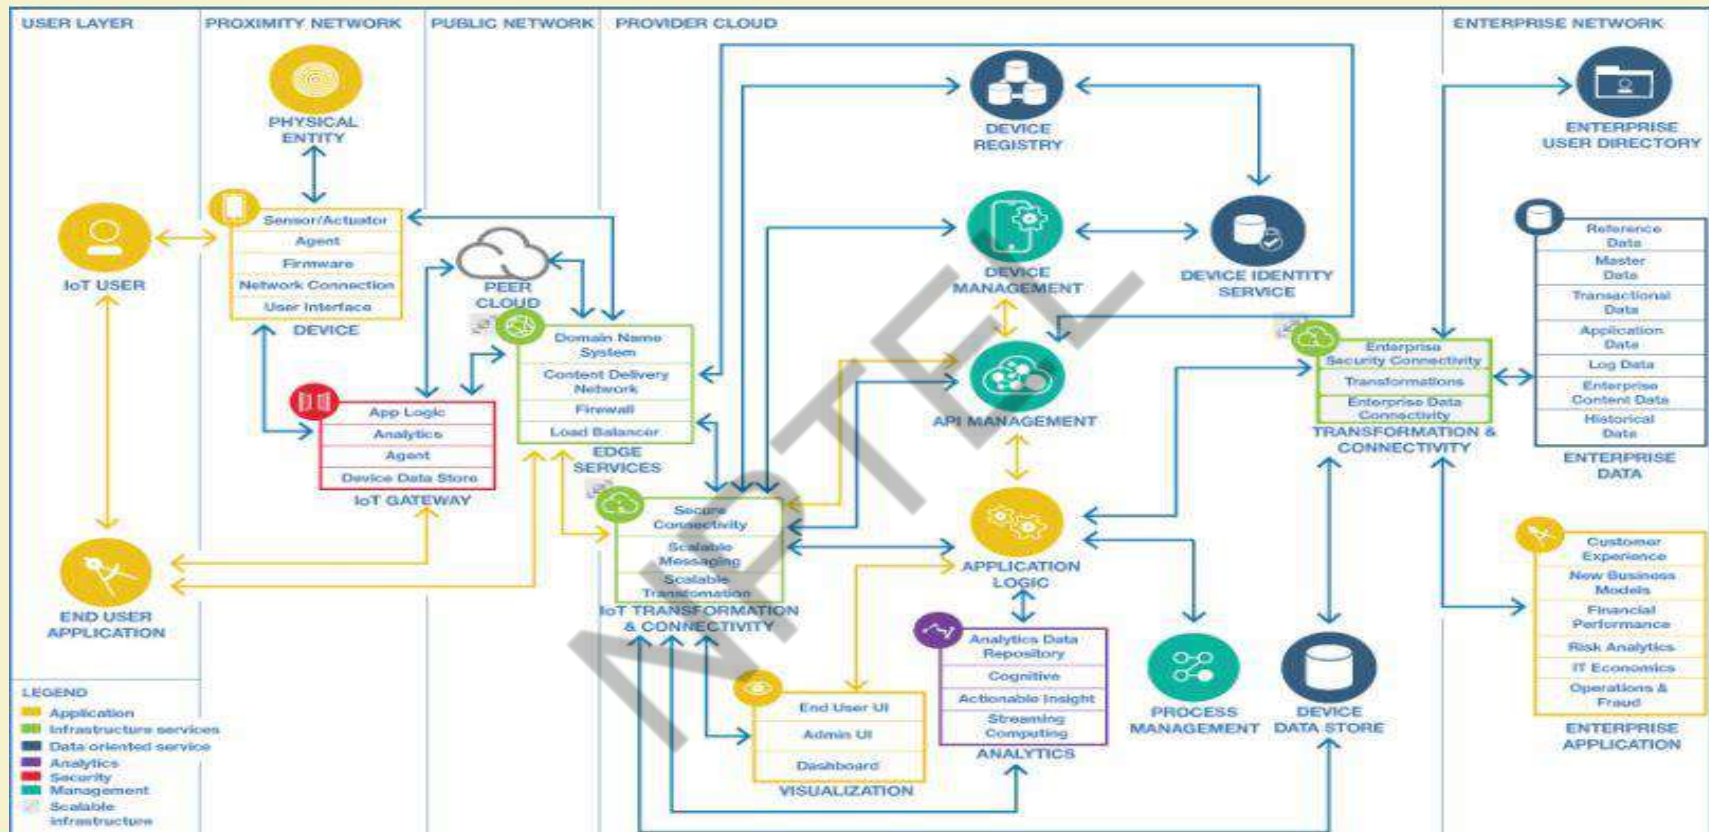 USER LAYER
PROXIMITY NETWORK
PUBLIC NETWORK
PROVIDER CLOUD
ENTERPRISE NETWORK
PHYSICAL
ENTITY
IoT USER
END USER
APPLICATION
Sensor/Actuator
Agent
Firmware
Network Connection
User Interface
DEVICE
App Logic
Analytics
Agent
Device Data Store
IoT GATEWAY
PEER
CLOUD
Domain Name
System
Content Delivery
Network
Firewall
Load Balancer
EDGE
SERVICES
Secure
Connectivity
Scalable
Messaging
Scalable
Transfomation
IoT TRANSFORMATION
& CONNECTIVITY
End User UI
Admin UI
Dashboard
VISUALIZATION
DEVICE
REGISTRY
DEVICE
MANAGEMENT
DEVICE IDENTITY
SERVICE
API MANAGEMENT
APPLICATION
LOGIC
Analytics Data
Repository
Cognitive
Actionable Insight
Streaming
Computing
ANALYTICS
PROCESS
MANAGEMENT
DEVICE
DATA STORE
Enterprise
Security Connectivity
Transformations
Enterprise Data
Connectivity
TRANSFORMATION &
CONNECTIVITY
ENTERPRISE
USER DIRECTORY
Reference
Data
Master
Data
Transactional
Data
Application
Data
Log Data
Enterprise
Content Data
Historical
Data
ENTERPRISE
DATA
Customer
Experience
New Business
Models
Financial
Performance
Risk Analytics
IT Economics
Operations &
Fraud
ENTERPRISE
APPLICATION
LEGEND
Application
Infrastructure services
Data oriented service
Analytics
Security
Management
Scalable
infrastructure
NPTEL